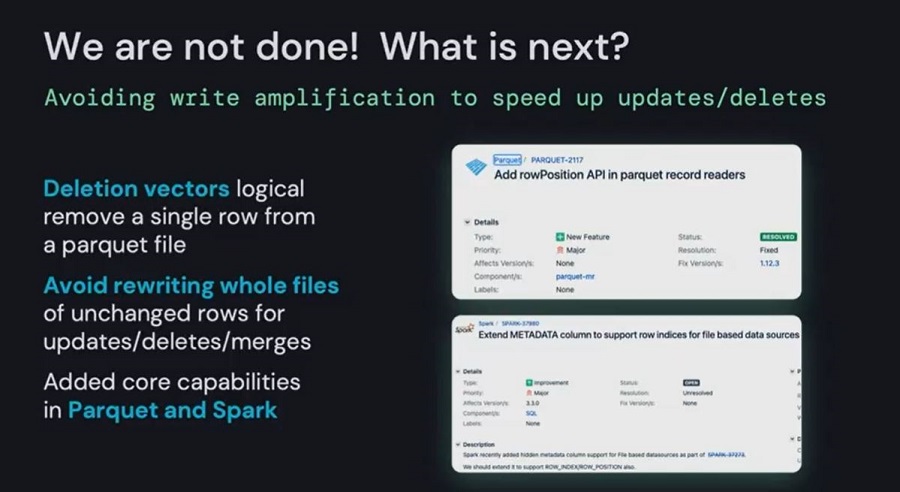 We are not done! What is next?
Avoiding write amplification to speed up updates/deletes
Deletion vectors logical
remove a single row from
a parquet file
Avoid rewriting whole files
of unchanged rows for
updates/deletes/merges
Added core capabilities
in Parquet and Spark
Parquet / PARQUET-2117
Add rowPosition API in parquet record readers
Details
Type: New Feature Status: RESOLVED
Priority: Major Resolution: Fixed
Affects Version/s: None Fix Version/s: 1.12.3
Component/s: parquet-mr
Labels: None
Spark
Spark / SPARK-37980
Extend METADATA column to support row indices for file based data sources
Details
Type: Improvement Status: OPEN
Priority: Major Resolution: Unresolved
Affects Version/s: 3.3.0 Fix Version/s: None
Component/s: SQL
Labels: None
Description
Spark recently added hidden metadata column support for File based datasources as part of SPARK-37273.
We should extend it to support ROW_INDEX/ROW_POSITION also.